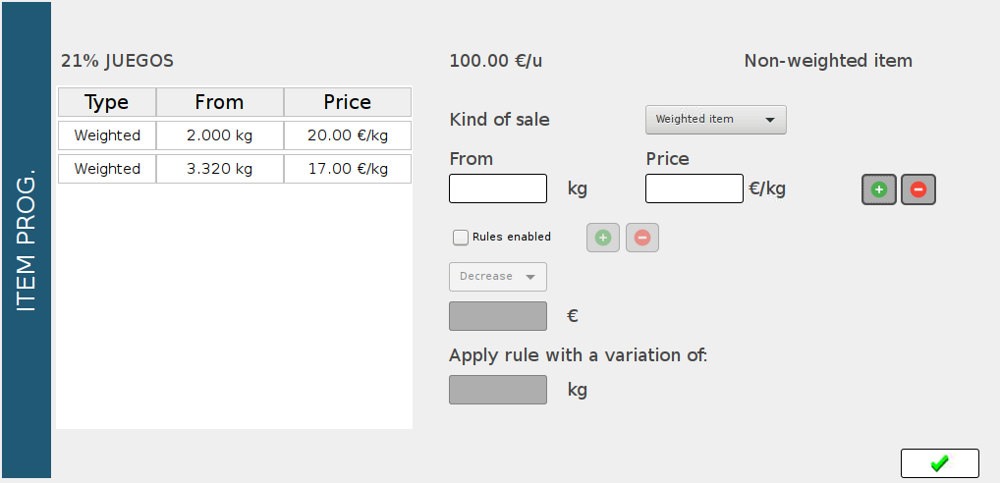 ITEM PROG.
21% JUEGOS
100.00 €/u
Non-weighted item
Type From Price
Weighted 2.000 kg 20.00 €/kg
Weighted 3.320 kg 17.00 €/kg
Kind of sale
Weighted item
From
Price
kg
€/kg
Rules enabled
Decrease
€
Apply rule with a variation of:
kg